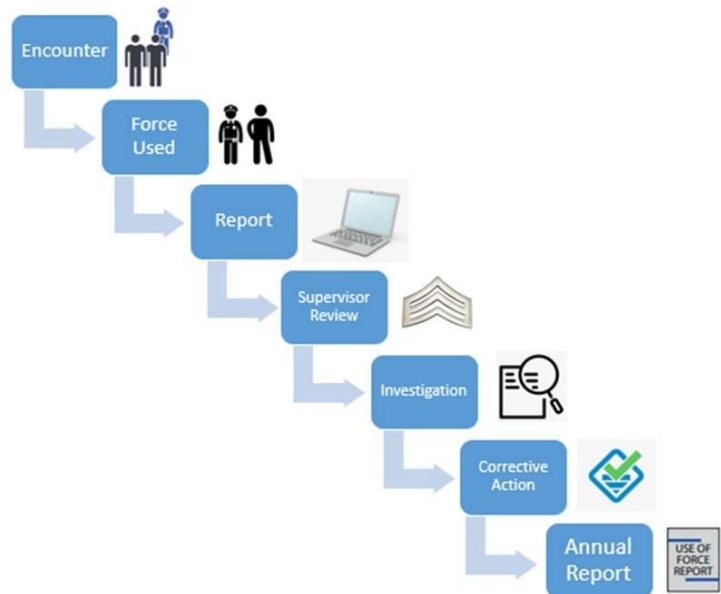 Encounter
Force
Used
Report
Supervisor
Review
Investigation
Corrective
Action
Annual
Report
USE OF
FORCE
REPORT